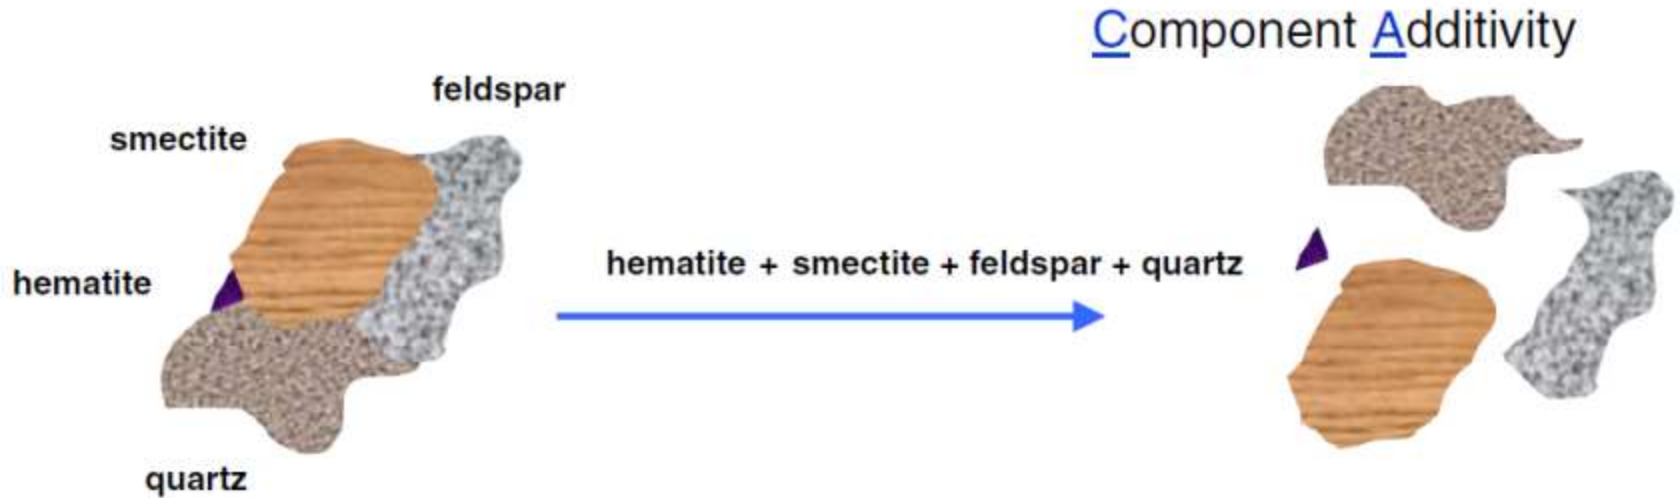 Component Additivity
feldspar
smectite
hematite + smectite + feldspar + quartz
hematite
quartz